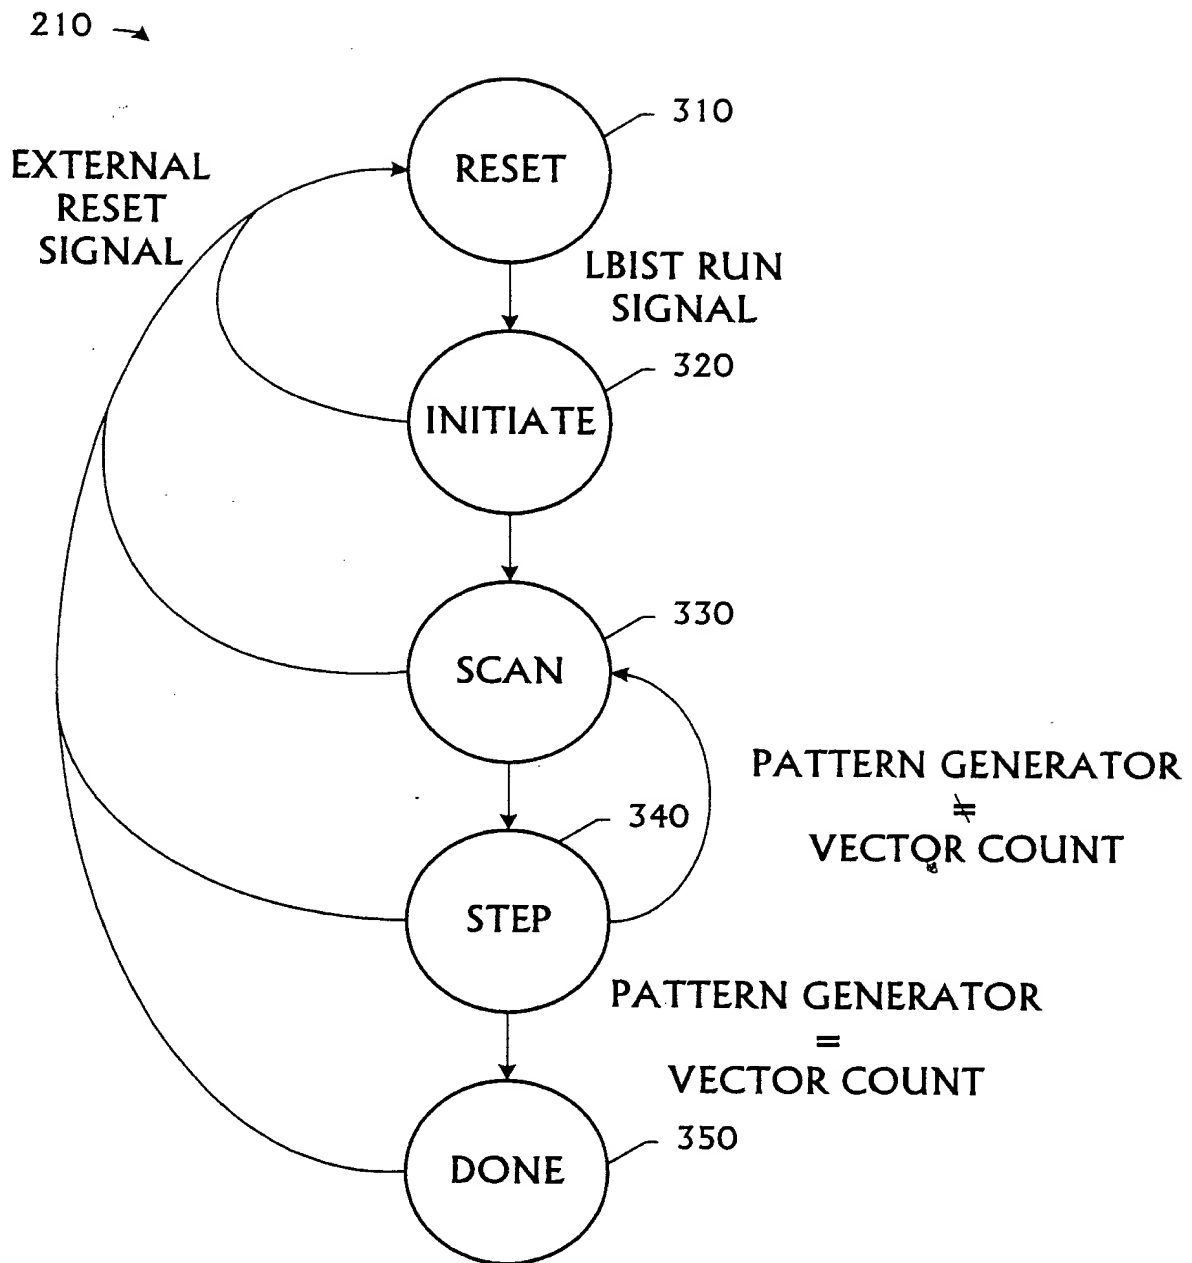 210
310
RESET
EXTERNAL
RESET
SIGNAL
LBIST RUN
SIGNAL
320
INITIATE
330
SCAN
PATTERN GENERATOR
≠
VECTOR COUNT
340
STEP
PATTERN GENERATOR
=
VECTOR COUNT
350
DONE